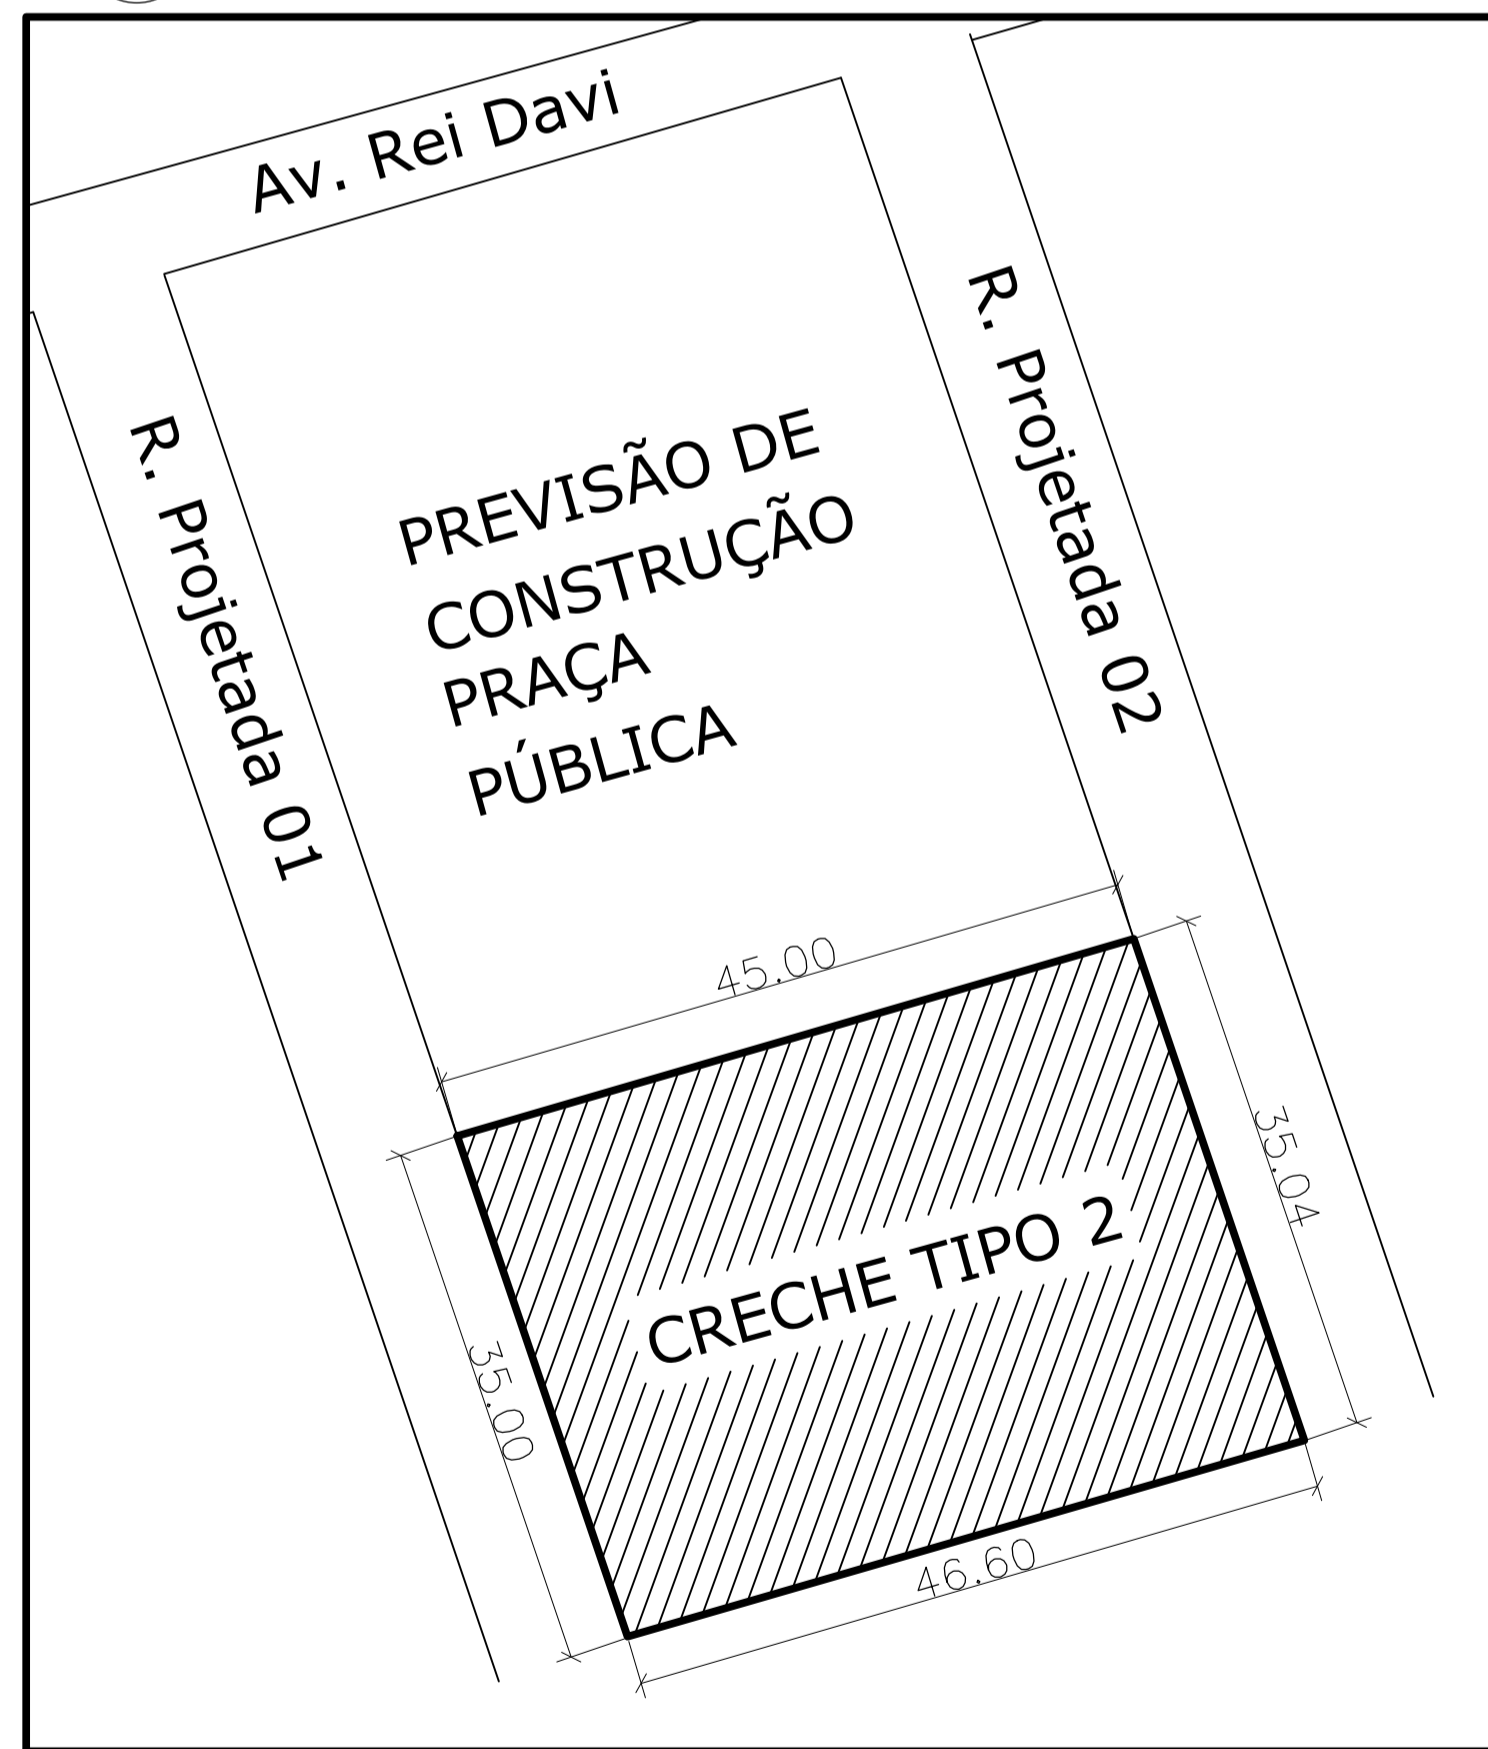 Av. Rei Davi
R. Projetada 01
R. Projetada 02
PREVISÃO DE
CONSTRUÇÃO
PRAÇA
PÚBLICA
45.00
35.04
CRECHE TIPO 2
35.00
46.60